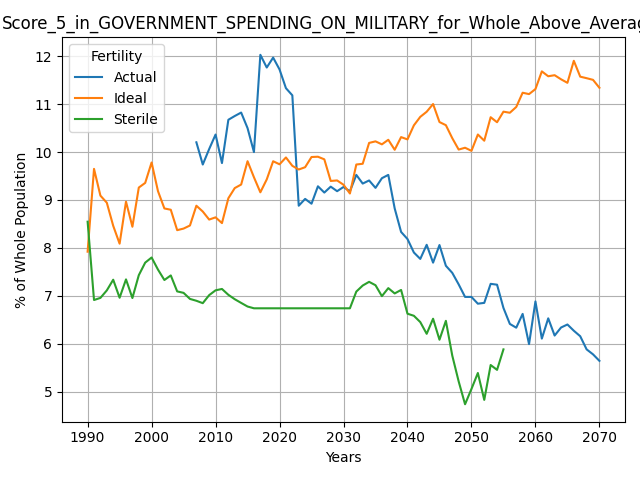 Score_5_in_GOVERNMENT_SPENDING_ON_MILITARY_for_Whole_Above_Averag
Fertility
Actual
Ideal
Sterile
% of Whole Population
12
11
10
9
8
7
6
5
1990 2000 2010 2020 2030 2040 2050 2060 2070
Years